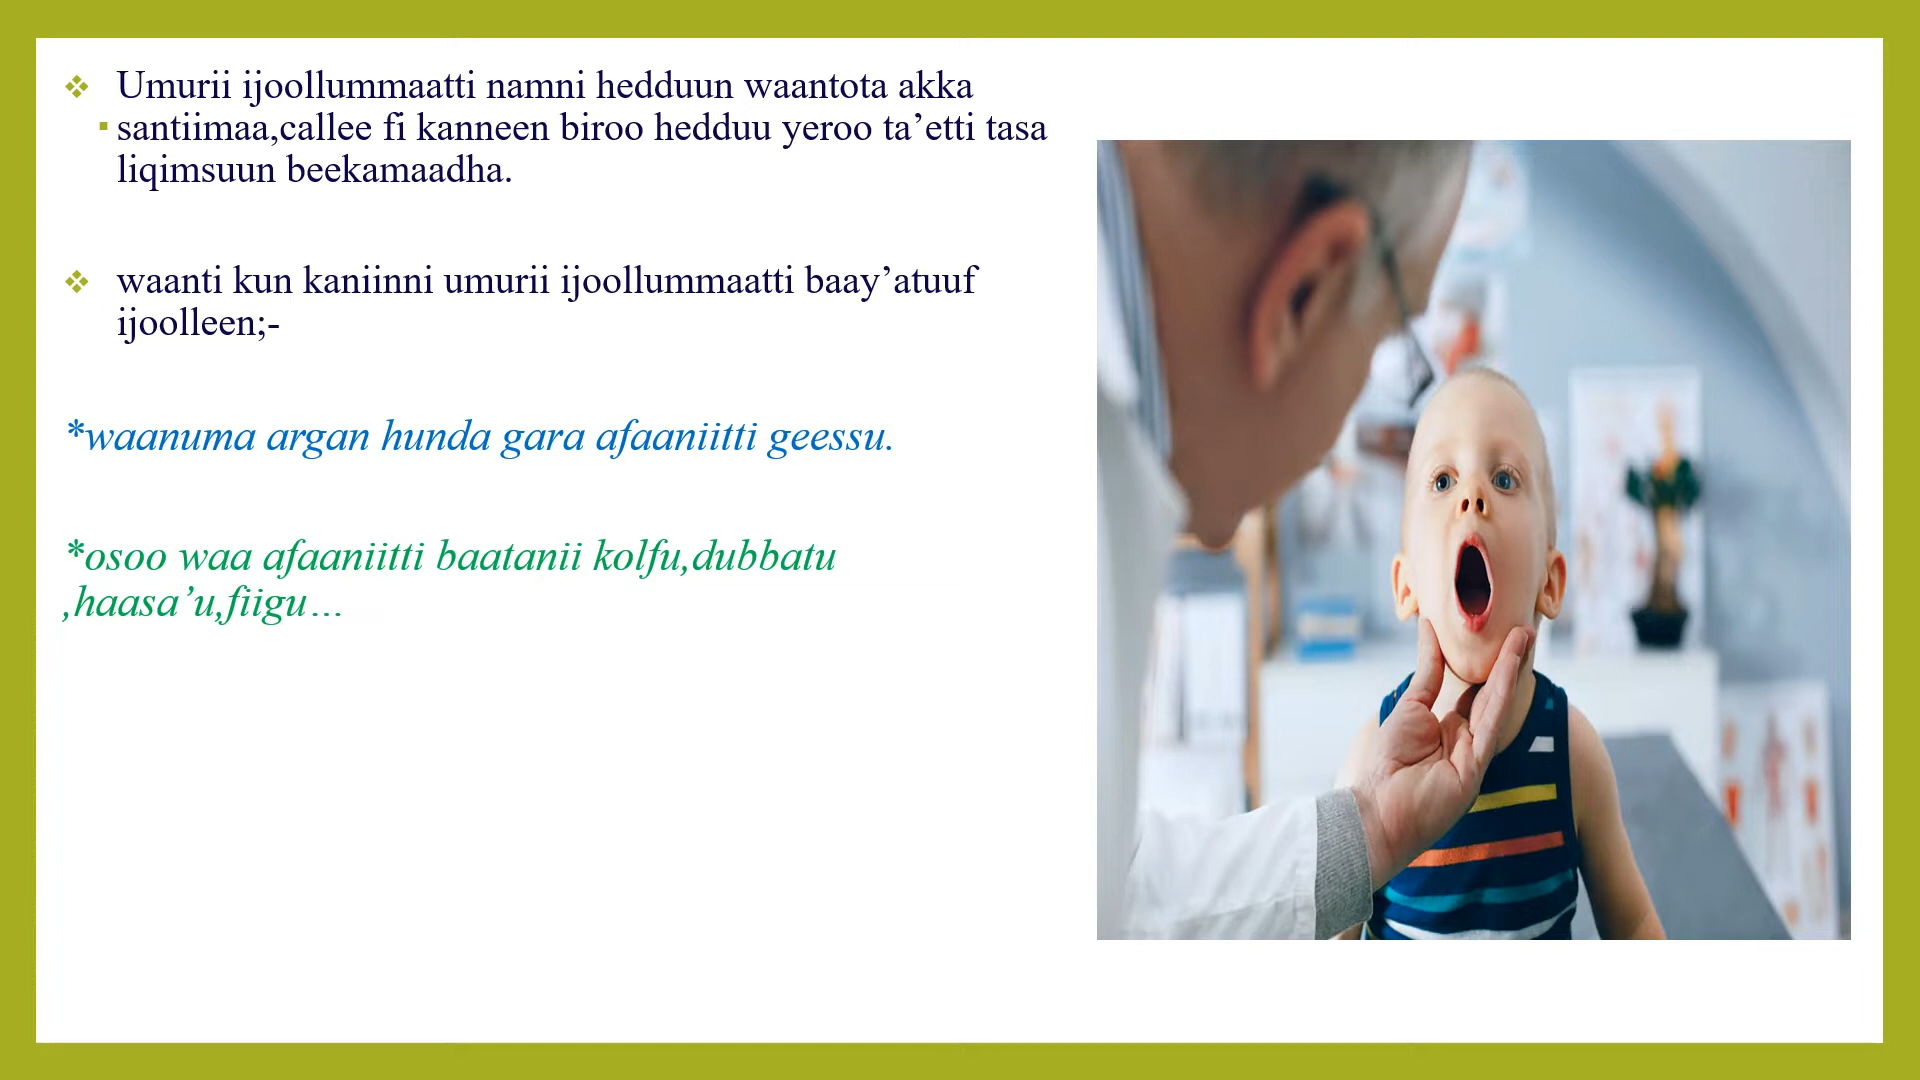 Umurii ijoollummaatti namni hedduun waantota akka
santiimaa,callee fi kanneen biroo hedduu yeroo ta’etti tasa
liqimsuun beekamaadha.
waanti kun kaniinni umurii ijoollummaatti baay’atuuf
ijoolleen;-
*waanuma argan hunda gara afaaniitti geessu.
*osoo waa afaaniitti baatanii kolfu,dubbatu
,haasa’u,fiigu…